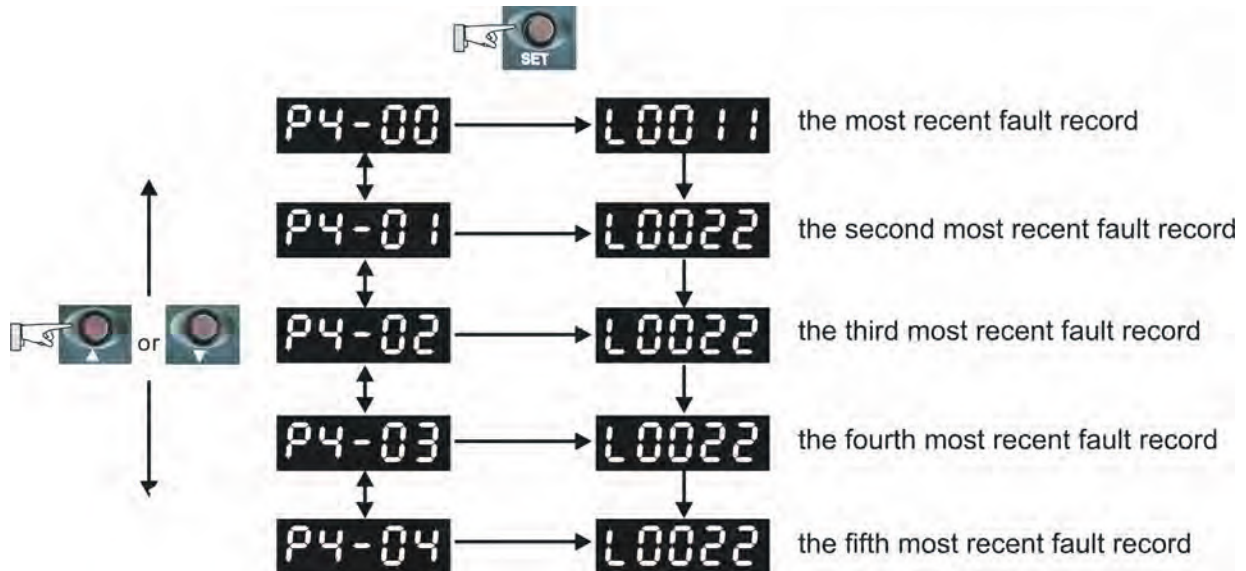 SET
P4-00 L0011 the most recent fault record
P4-01 L0022 the second most recent fault record
or
P4-02 L0022 the third most recent fault record
P4-03 L0022 the fourth most recent fault record
P4-04 L0022 the fifth most recent fault record